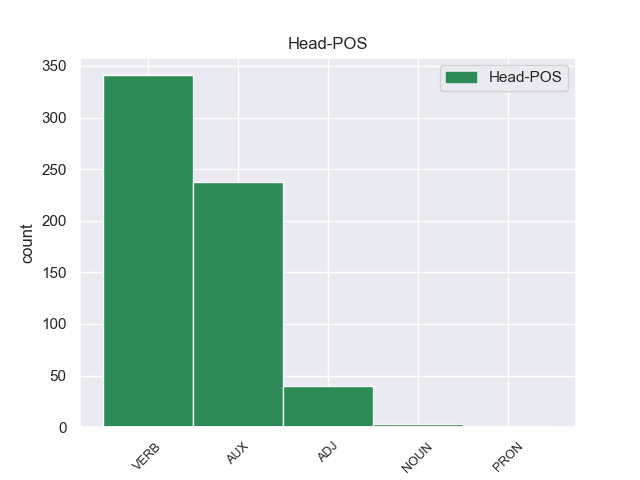 Head-POS
Head-POS
350
300
250
200
150
100
50
0
count
VERB
AUX
ADJ
NOUN
PRON